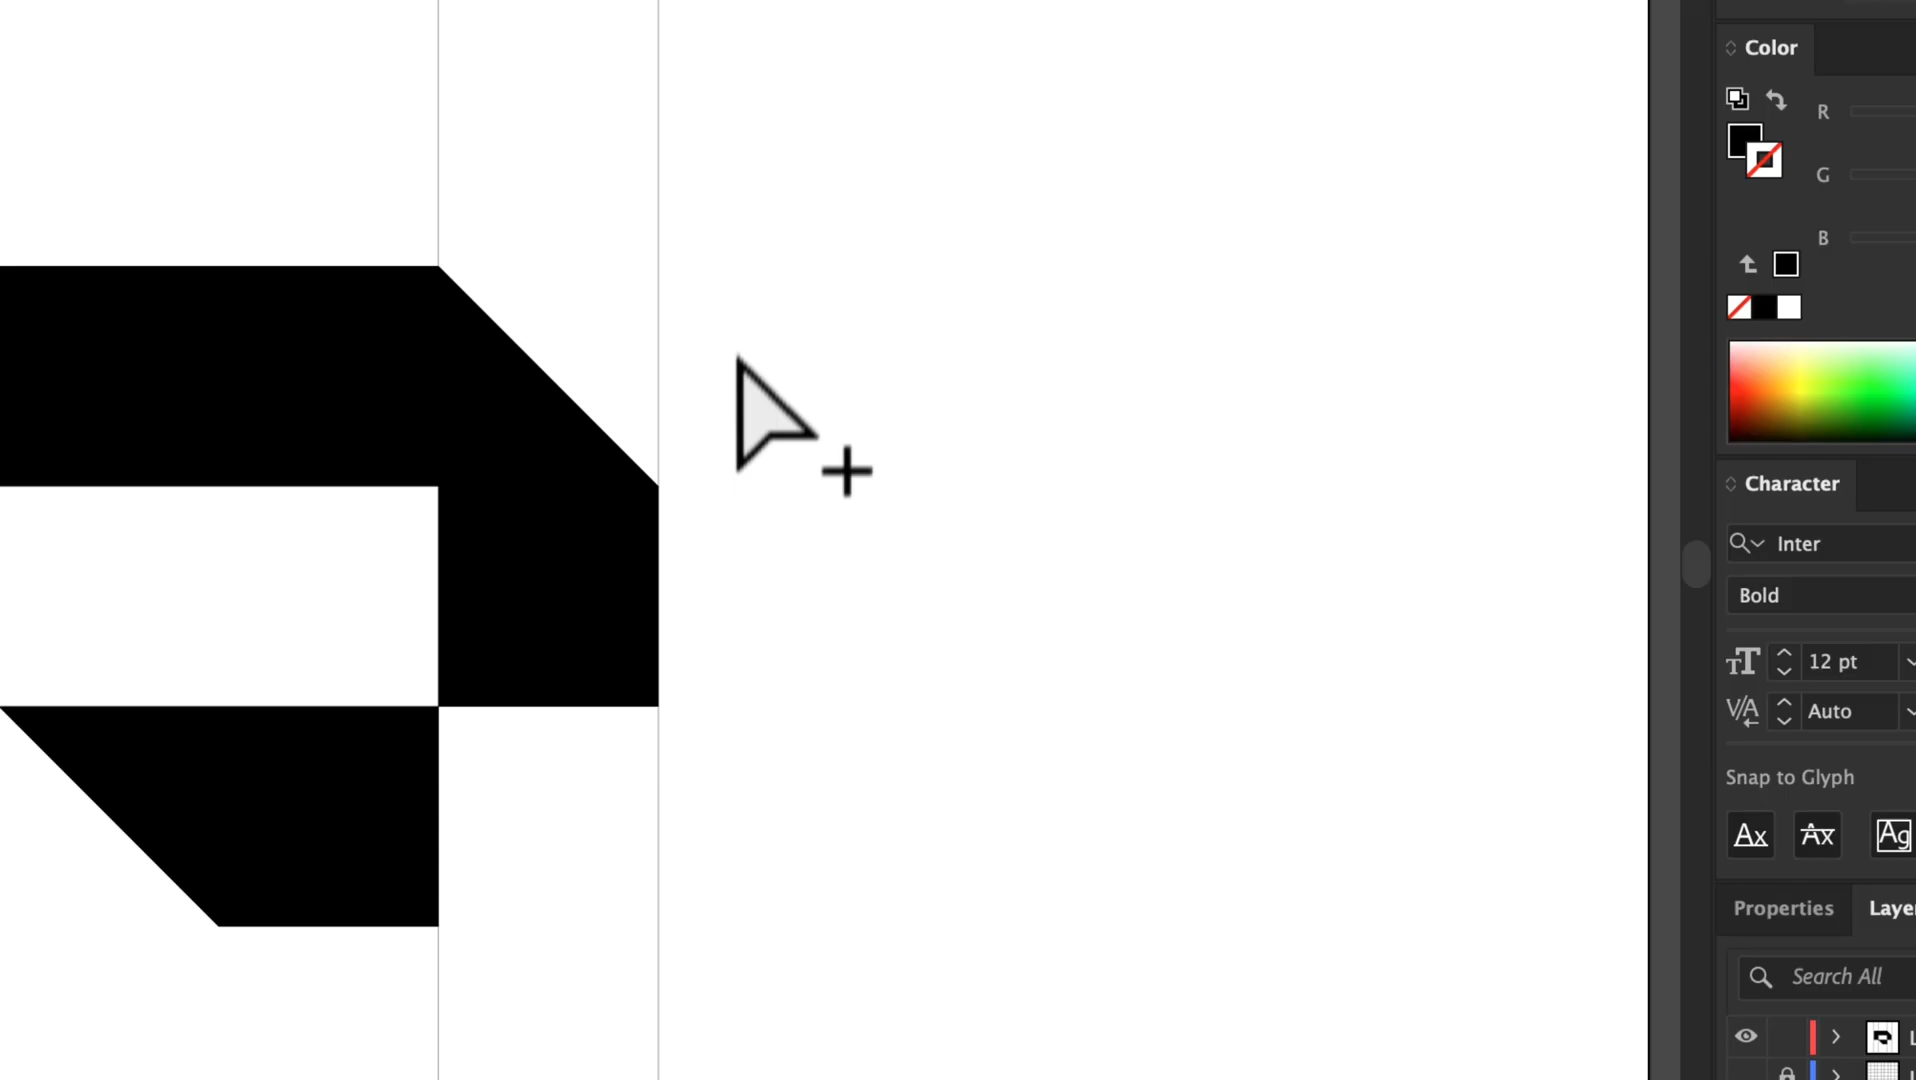 Color
R
G
B
Character
Inter
Bold
12 pt
Auto
Snap to Glyph
Ax Ax Ag
Properties Laye
Search All
L